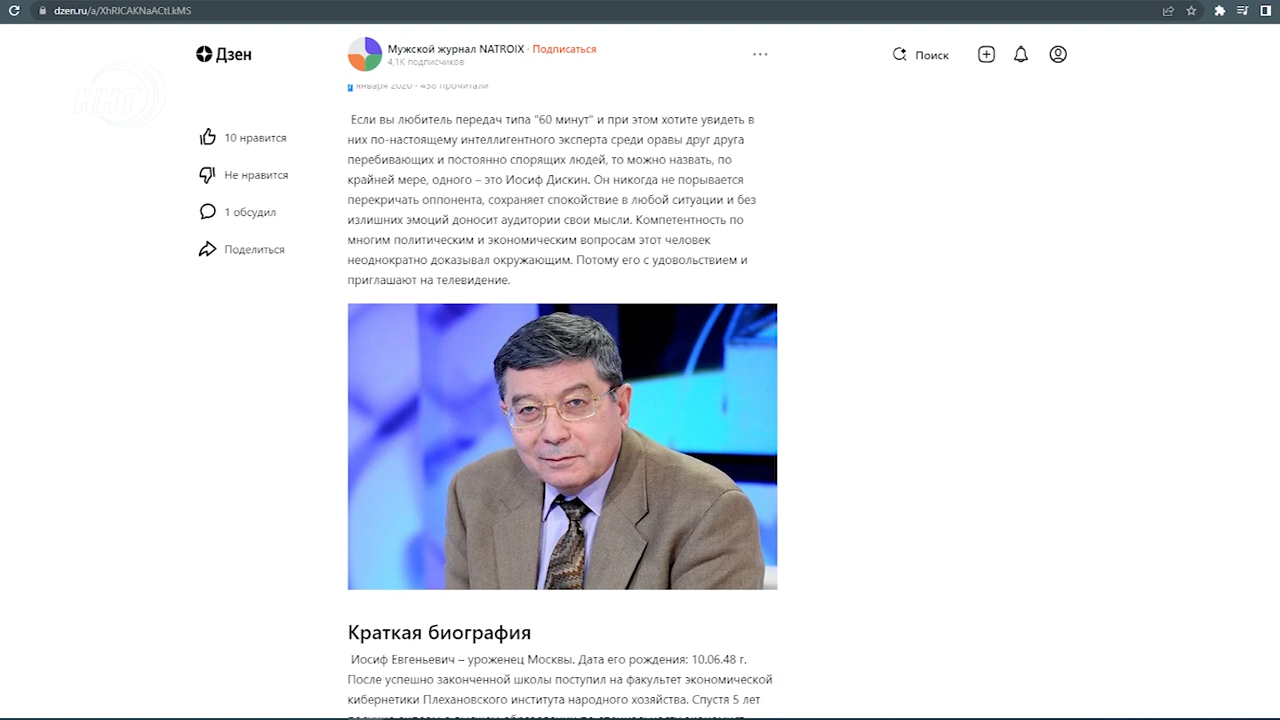 dzen.ru/a/XhRICAKNaACtLkMS
Дзен
Мужской журнал NATROIX · Подписаться
4,1K подписчиков
Поиск
7 января 2020 · 458 прочитали
ННТ
10 нравится
Не нравится
1 обсудил
Поделиться
Если вы любитель передач типа "60 минут" и при этом хотите увидеть в
них по-настоящему интеллигентного эксперта среди оравы друг друга
перебивающих и постоянно спорящих людей, то можно назвать, по
крайней мере, одного – это Иосиф Дискин. Он никогда не порывается
перекричать оппонента, сохраняет спокойствие в любой ситуации и без
излишних эмоций доносит аудитории свои мысли. Компетентность по
многим политическим и экономическим вопросам этот человек
неоднократно доказывал окружающим. Потому его с удовольствием и
приглашают на телевидение.
Краткая биография
Иосиф Евгеньевич – уроженец Москвы. Дата его рождения: 10.06.48 г.
После успешно законченной школы поступил на факультет экономической
кибернетики Плехановского института народного хозяйства. Спустя 5 лет